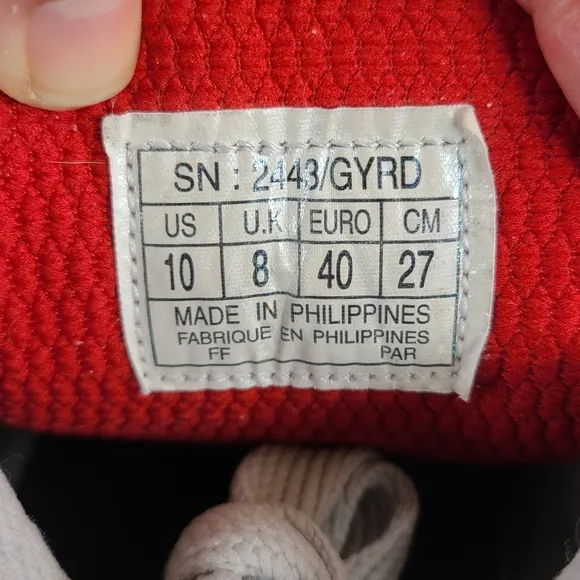 SN : 2443/GYRD
US U.K EURO CM
10 8 40 27
MADE IN PHILIPPINES
FABRIQUE EN PHILIPPINES
FF PAR